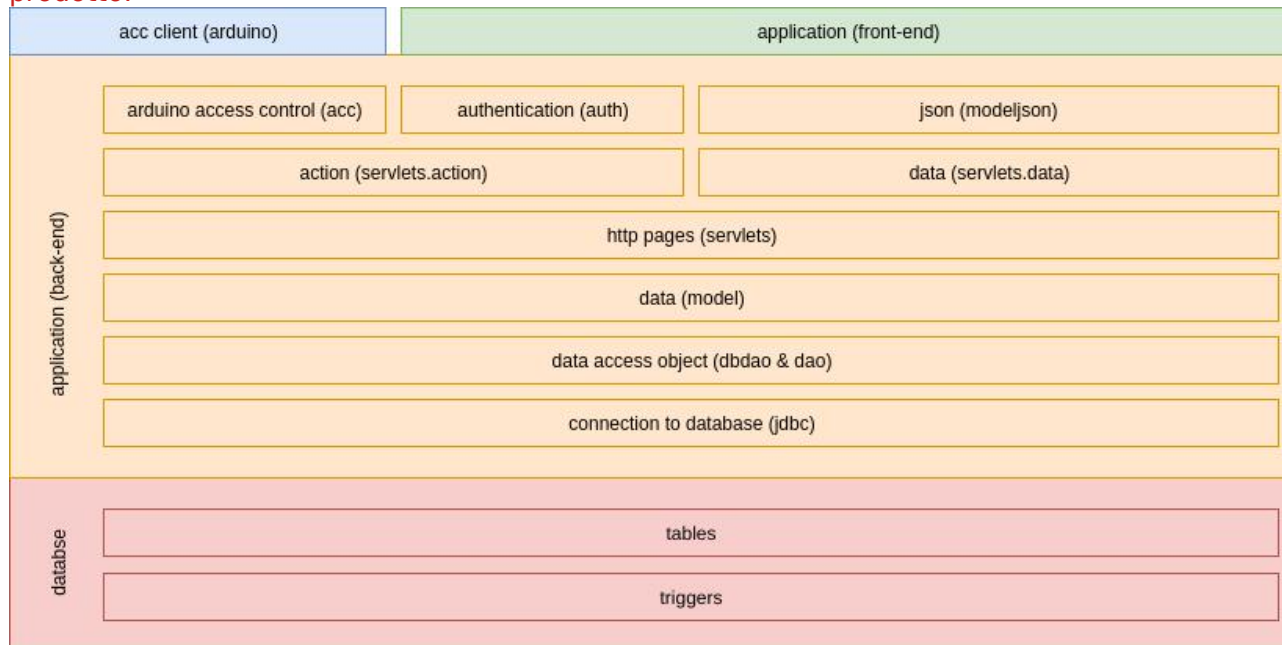 acc client (arduino)
application (front-end)
arduino access control (acc)
authentication (auth)
json (modeljson)
action (servlets.action)
data (servlets.data)
http pages (servlets)
application (back-end)
data (model)
data access object (dbdao & dao)
connection to database (jdbc)
databse
tables
triggers